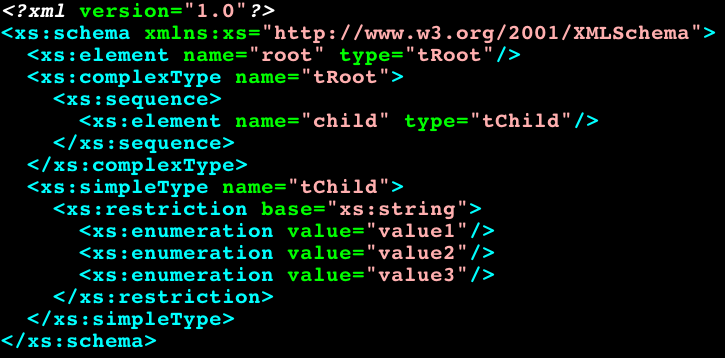 <?xml version="1.0"?>
<xs:schema xmlns:xs="http://www.w3.org/2001/XMLSchema">
  <xs:element name="root" type="tRoot"/>
  <xs:complexType name="tRoot">
    <xs:sequence>
      <xs:element name="child" type="tChild"/>
    </xs:sequence>
  </xs:complexType>
  <xs:simpleType name="tChild">
    <xs:restriction base="xs:string">
      <xs:enumeration value="value1"/>
      <xs:enumeration value="value2"/>
      <xs:enumeration value="value3"/>
    </xs:restriction>
  </xs:simpleType>
</xs:schema>